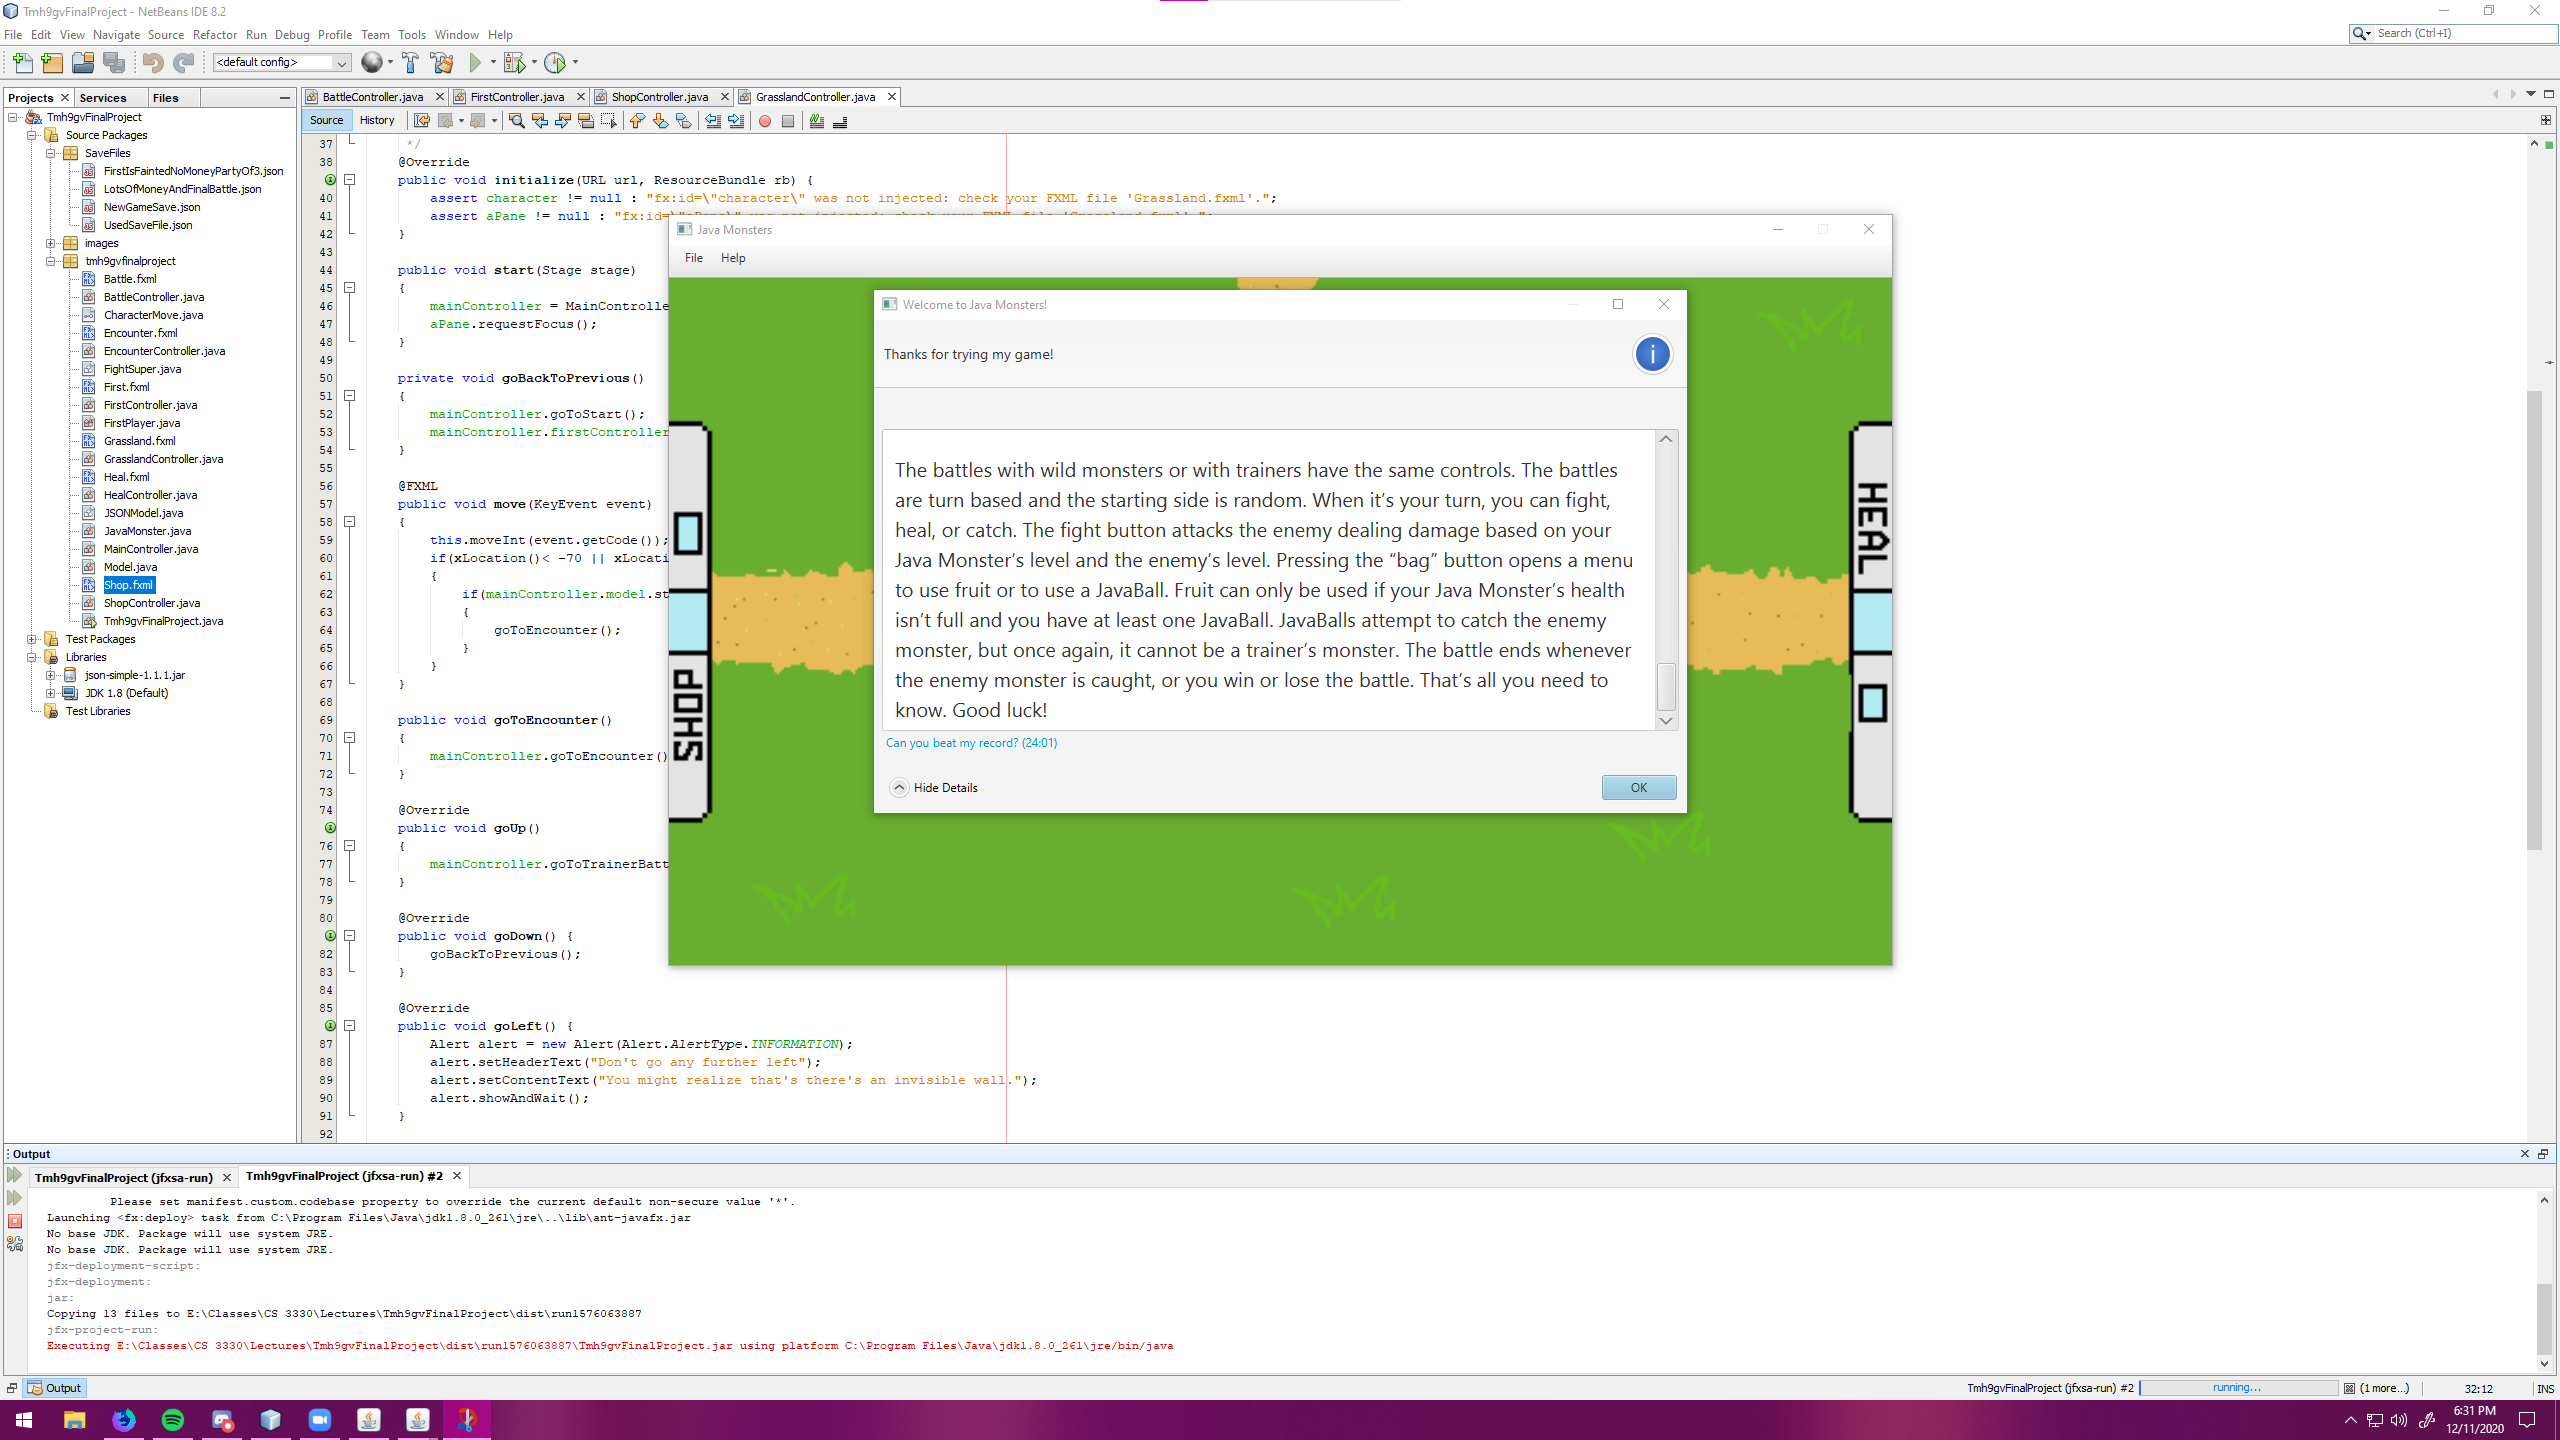 Tmh9gvFinalProject - NetBeans IDE 8.2
File Edit View Navigate Source Refactor Run Debug Profile Team Tools Window Help
Search (Ctrl+I)
<default config>
Projects Services Files
BattleController.java FirstController.java ShopController.java GrasslandController.java
Source History
Tmh9gvFinalProject
Source Packages
SaveFiles
FirstIsFaintedNoMoneyPartyOf3.json
LotsOfMoneyAndFinalBattle.json
NewGameSave.json
UsedSaveFile.json
images
tmh9gvfinalproject
Battle.fxml
BattleController.java
CharacterMove.java
Encounter.fxml
EncounterController.java
FightSuper.java
First.fxml
FirstController.java
FirstPlayer.java
Grassland.fxml
GrasslandController.java
Heal.fxml
HealController.java
JSONModel.java
JavaMonster.java
MainController.java
Model.java
Shop.fxml
ShopController.java
Tmh9gvFinalProject.java
Test Packages
Libraries
json-simple-1.1.1.jar
JDK 1.8 (Default)
Test Libraries
37 */
38 @Override
public void initialize(URL url, ResourceBundle rb) {
40 assert character != null : "fx:id=\"character\" was not injected: check your FXML file 'Grassland.fxml'.";
41 assert aPane != null : "fx:id=\"aPane\" was not injected: check your FXML file 'Grassland.fxml'.";
42 }
43
44 public void start(Stage stage)
45 {
46 mainController = MainControlle
47 aPane.requestFocus();
48 }
49
50 private void goBackToPrevious()
51 {
52 mainController.goToStart();
53 mainController.firstController
54 }
55
56 @FXML
57 public void move(KeyEvent event)
58 {
59 this.moveInt(event.getCode());
60 if(xLocation()< -70 || xLocati
61 {
62 if(mainController.model.st
63 {
64 goToEncounter();
65 }
66 }
67 }
68
69 public void goToEncounter()
70 {
71 mainController.goToEncounter()
72 }
73
74 @Override
public void goUp()
76 {
77 mainController.goToTrainerBatt
78 }
79
80 @Override
public void goDown() {
82 goBackToPrevious();
83 }
84
85 @Override
public void goLeft() {
87 Alert alert = new Alert(Alert.AlertType.INFORMATION);
88 alert.setHeaderText("Don't go any further left");
89 alert.setContentText("You might realize that's there's an invisible wall.");
90 alert.showAndWait();
91 }
92
Java Monsters
File Help
SHOP
HEAL
Welcome to Java Monsters!
Thanks for trying my game!
i
The battles with wild monsters or with trainers have the same controls. The battles
are turn based and the starting side is random. When it’s your turn, you can fight,
heal, or catch. The fight button attacks the enemy dealing damage based on your
Java Monster’s level and the enemy’s level. Pressing the “bag” button opens a menu
to use fruit or to use a JavaBall. Fruit can only be used if your Java Monster’s health
isn’t full and you have at least one JavaBall. JavaBalls attempt to catch the enemy
monster, but once again, it cannot be a trainer’s monster. The battle ends whenever
the enemy monster is caught, or you win or lose the battle. That’s all you need to
know. Good luck!
Can you beat my record? (24:01)
Hide Details
OK
Output
Tmh9gvFinalProject (jfxsa-run) Tmh9gvFinalProject (jfxsa-run) #2
Please set manifest.custom.codebase property to override the current default non-secure value '*'.
Launching <fx:deploy> task from C:\Program Files\Java\jdk1.8.0_261\jre\..\lib\ant-javafx.jar
No base JDK. Package will use system JRE.
No base JDK. Package will use system JRE.
jfx-deployment-script:
jfx-deployment:
jar:
Copying 13 files to E:\Classes\CS 3330\Lectures\Tmh9gvFinalProject\dist\run1576063887
jfx-project-run:
Executing E:\Classes\CS 3330\Lectures\Tmh9gvFinalProject\dist\run1576063887\Tmh9gvFinalProject.jar using platform C:\Program Files\Java\jdk1.8.0_261\jre/bin/java
Output
Tmh9gvFinalProject (jfxsa-run) #2 running... (1 more...) 32:12 INS
6:31 PM
12/11/2020